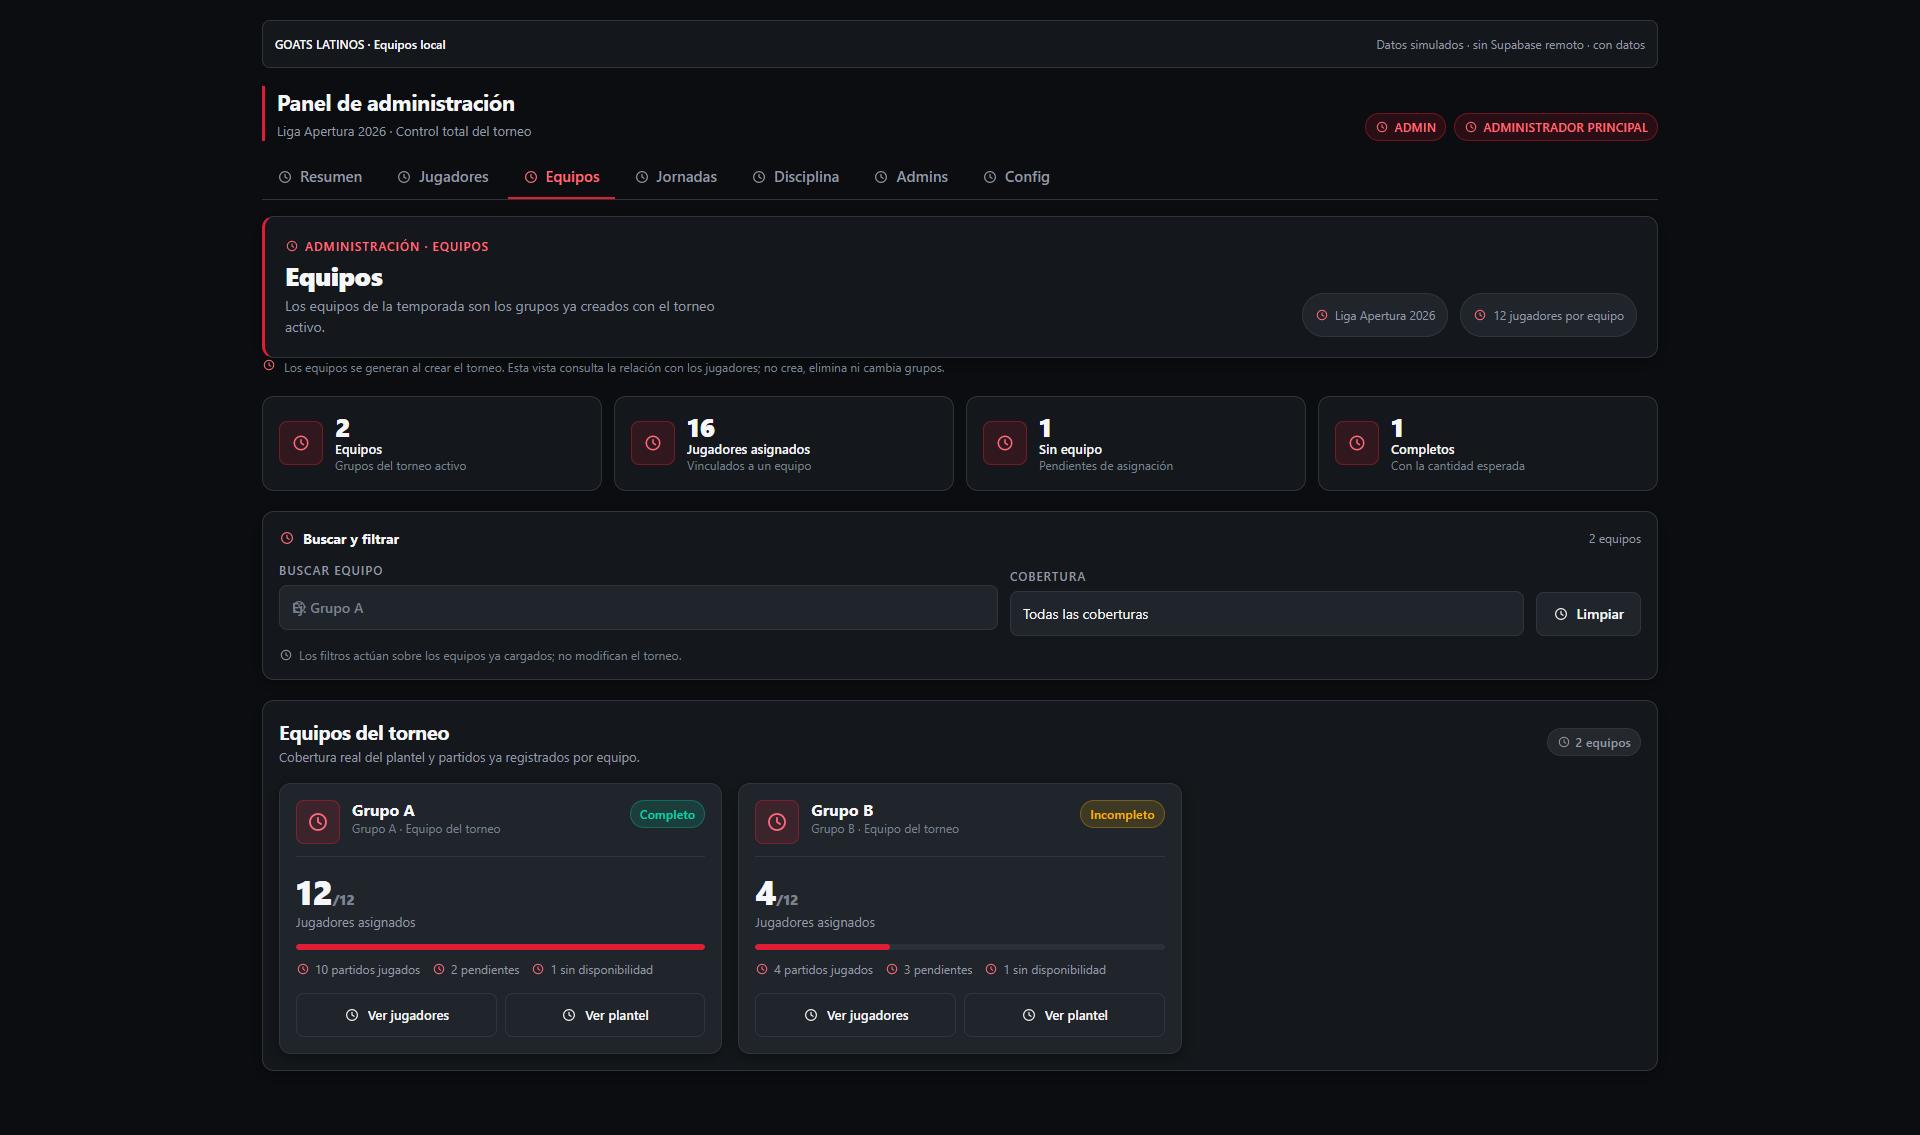 GOATS LATINOS · Equipos local
Datos simulados · sin Supabase remoto · con datos
Panel de administración
Liga Apertura 2026 · Control total del torneo
ADMIN
ADMINISTRADOR PRINCIPAL
Resumen
Jugadores
Equipos
Jornadas
Disciplina
Admins
Config
ADMINISTRACIÓN · EQUIPOS
Equipos
Los equipos de la temporada son los grupos ya creados con el torneo
activo.
Liga Apertura 2026
12 jugadores por equipo
Los equipos se generan al crear el torneo. Esta vista consulta la relación con los jugadores; no crea, elimina ni cambia grupos.
2
Equipos
Grupos del torneo activo
16
Jugadores asignados
Vinculados a un equipo
1
Sin equipo
Pendientes de asignación
1
Completos
Con la cantidad esperada
Buscar y filtrar
2 equipos
BUSCAR EQUIPO
Grupo A
COBERTURA
Todas las coberturas
Limpiar
Los filtros actúan sobre los equipos ya cargados; no modifican el torneo.
Equipos del torneo
Cobertura real del plantel y partidos ya registrados por equipo.
2 equipos
Grupo A
Grupo A · Equipo del torneo
Completo
12/12
Jugadores asignados
10 partidos jugados
2 pendientes
1 sin disponibilidad
Ver jugadores
Ver plantel
Grupo B
Grupo B · Equipo del torneo
Incompleto
4/12
Jugadores asignados
4 partidos jugados
3 pendientes
1 sin disponibilidad
Ver jugadores
Ver plantel